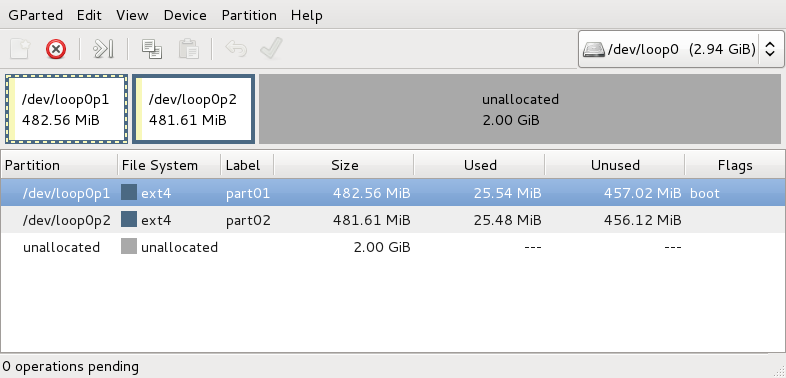 GParted Edit View Device Partition Help
/dev/loop0 (2.94 GiB)
/dev/loop0p1
482.56 MiB
/dev/loop0p2
481.61 MiB
unallocated
2.00 GiB
Partition File System Label Size Used Unused Flags
/dev/loop0p1 ext4 part01 482.56 MiB 25.54 MiB 457.02 MiB boot
/dev/loop0p2 ext4 part02 481.61 MiB 25.48 MiB 456.12 MiB
unallocated unallocated 2.00 GiB --- ---
0 operations pending